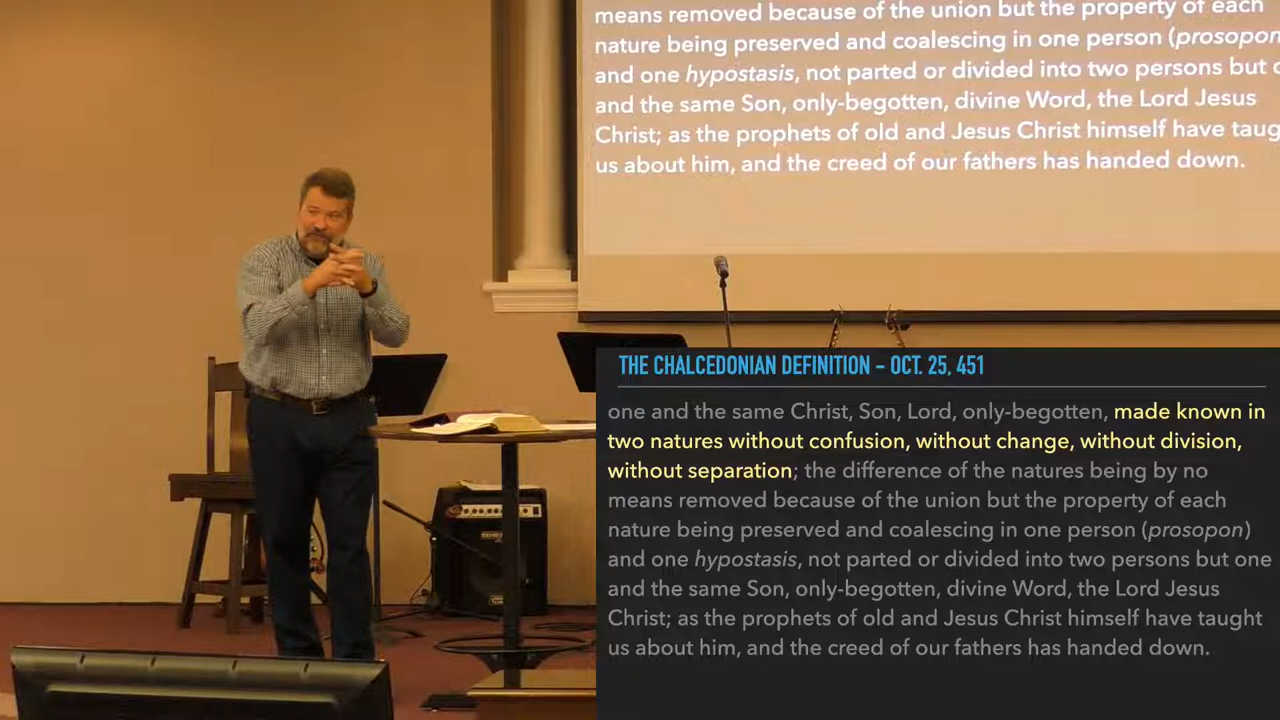 means removed because of the union but the property of each
nature being preserved and coalescing in one person (prosopon
and one hypostasis, not parted or divided into two persons but
and the same Son, only-begotten, divine Word, the Lord Jesus
Christ; as the prophets of old and Jesus Christ himself have taug
us about him, and the creed of our fathers has handed down.
THE CHALCEDONIAN DEFINITION – OCT. 25, 451
one and the same Christ, Son, Lord, only-begotten, made known in
two natures without confusion, without change, without division,
without separation; the difference of the natures being by no
means removed because of the union but the property of each
nature being preserved and coalescing in one person (prosopon)
and one hypostasis, not parted or divided into two persons but one
and the same Son, only-begotten, divine Word, the Lord Jesus
Christ; as the prophets of old and Jesus Christ himself have taught
us about him, and the creed of our fathers has handed down.